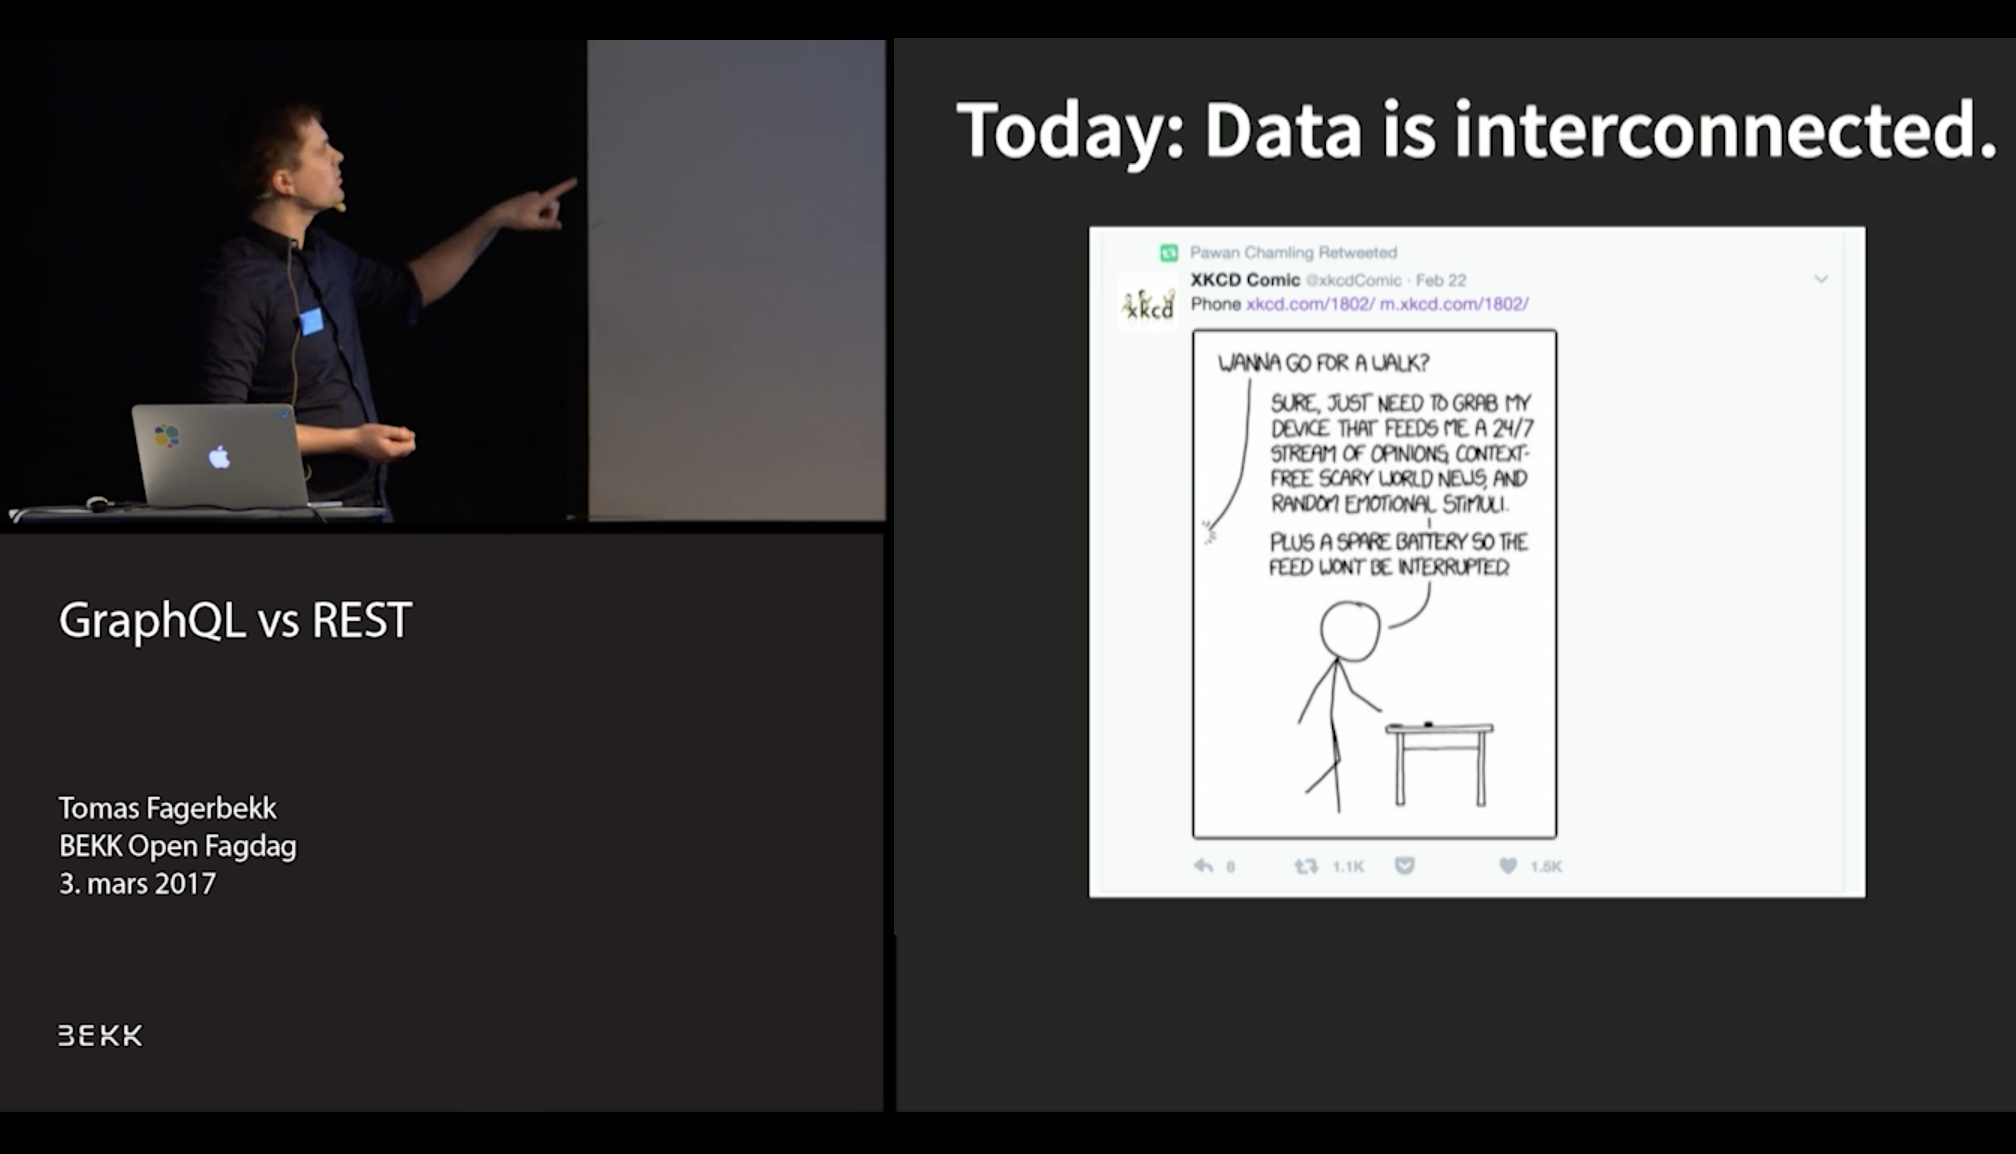 Today: Data is interconnected.
Pawan Chamling Retweeted
XKCD Comic @xkcdComic · Feb 22
Phone xkcd.com/1802/ m.xkcd.com/1802/
xkcd
WANNA GO FOR A WALK?
SURE, JUST NEED TO GRAB MY
DEVICE THAT FEEDS ME A 24/7
STREAM OF OPINIONS, CONTEXT-
FREE SCARY WORLD NEWS, AND
RANDOM EMOTIONAL STIMULI.
PLUS A SPARE BATTERY SO THE
FEED WON'T BE INTERRUPTED.
8 1.1K 1.5K
GraphQL vs REST
Tomas Fagerbekk
BEKK Open Fagdag
3. mars 2017
BEKK